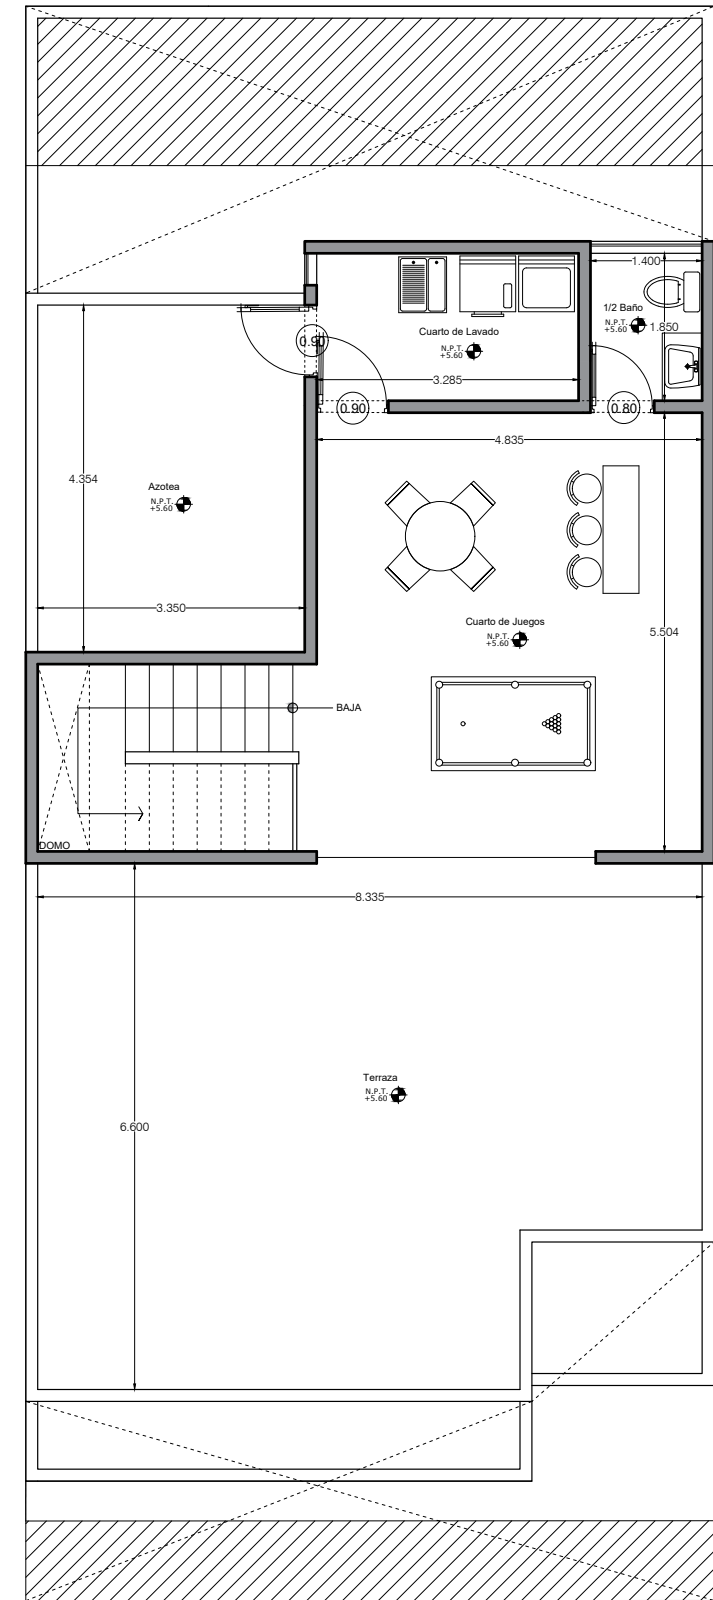 1.400
1/2 Baño
N.P.T.
+5.60
1.850
Cuarto de Lavado
N.P.T.
+5.60
0.90
3.285
0.90
0.80
4.835
4.354
Azotea
N.P.T.
+5.60
3.350
Cuarto de Juegos
N.P.T.
+5.60
5.504
BAJA
DOMO
8.335
Terraza
N.P.T.
+5.60
6.600